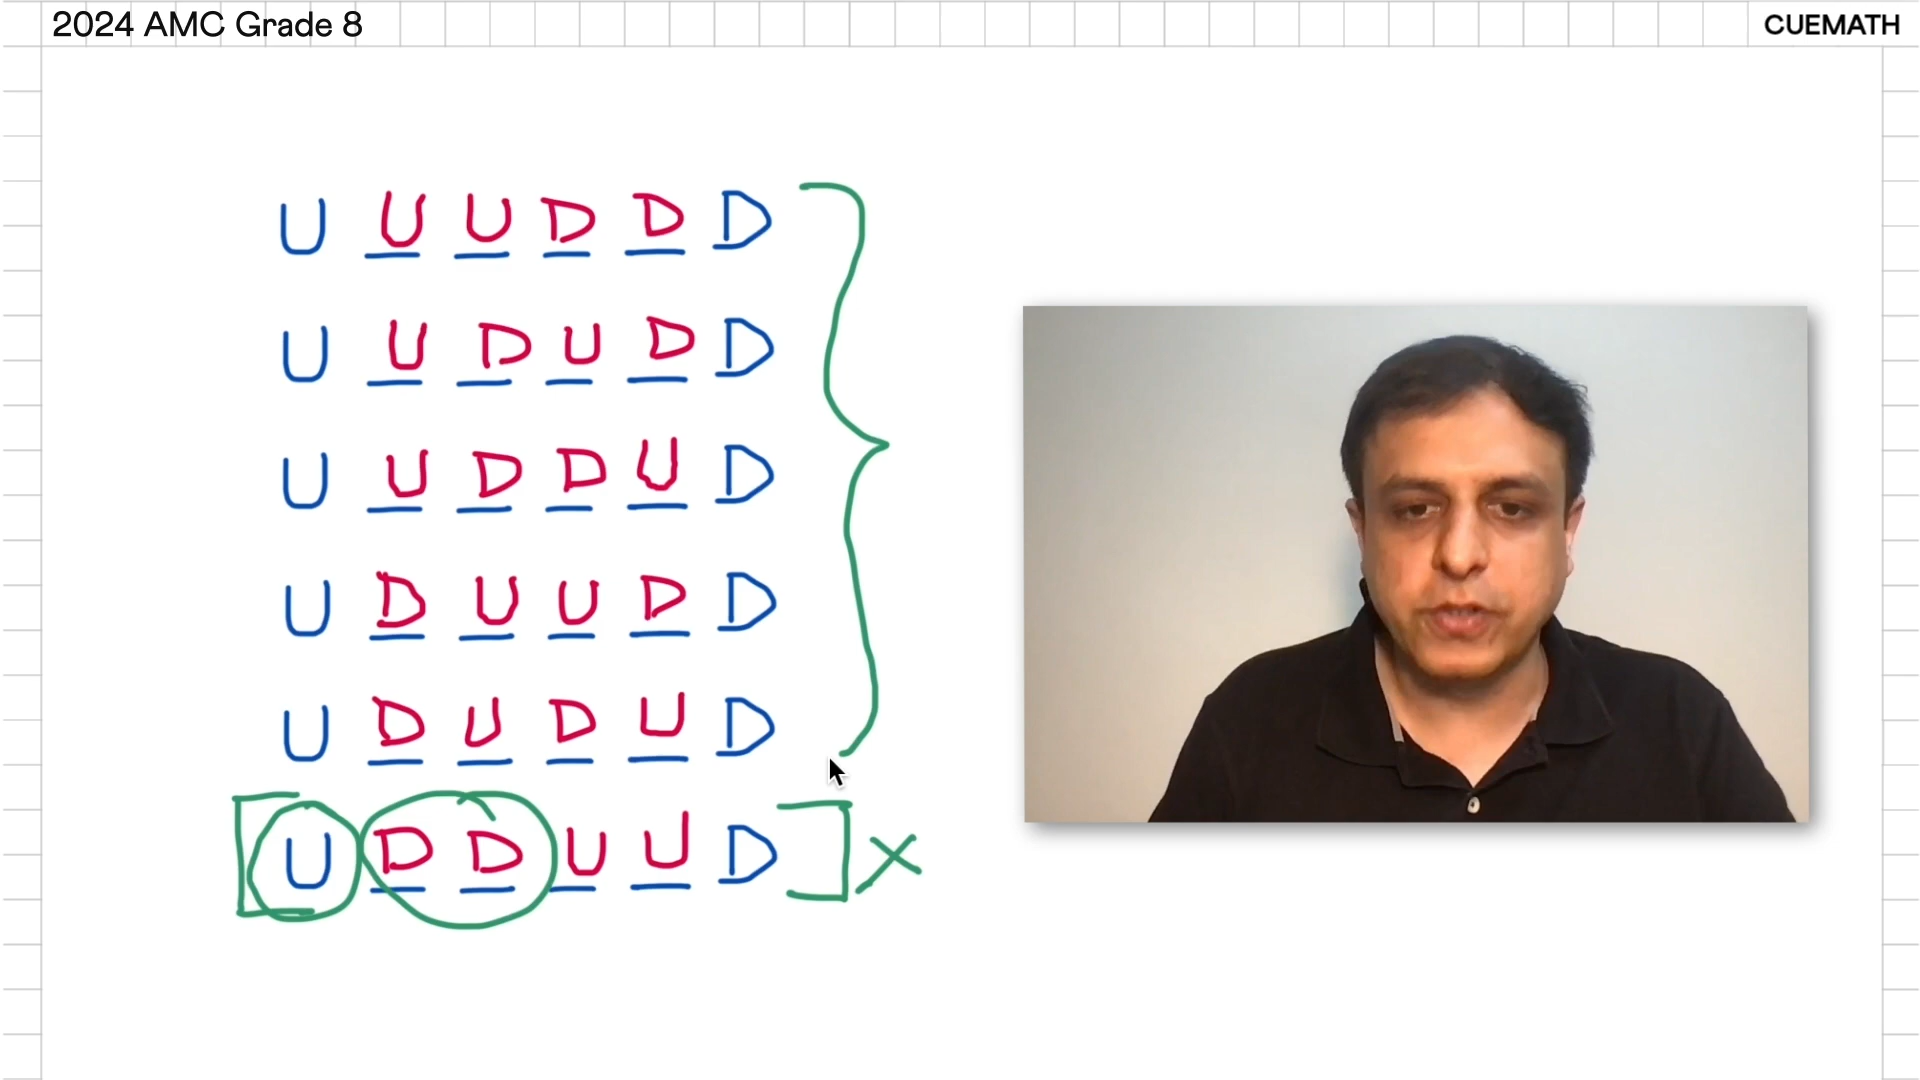 2024 AMC Grade 8
CUEMATH
U U U D D D
U U D U D D
U U D D U D
U D U U D D
U D U D U D
U D D U U D X